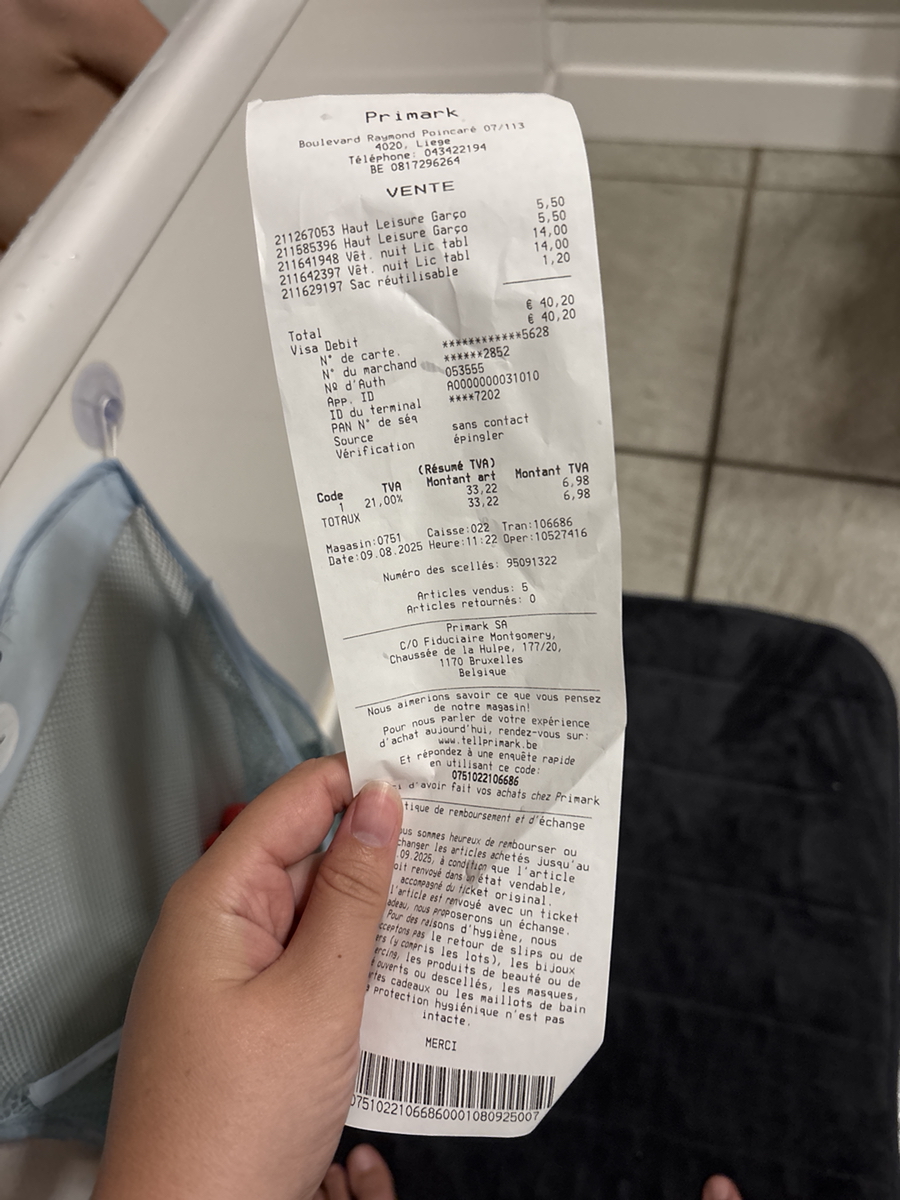 Primark
Boulevard Raymond Poincaré 07/113
4020, Liege
Téléphone: 043422194
BE 0817296264
VENTE
211267053 Haut Leisure Garço 5,50
211585396 Haut Leisure Garço 5,50
211641948 Vêt. nuit Lic tabl 14,00
211642397 Vêt. nuit Lic tabl 14,00
211629197 Sac réutilisable 1,20
Total € 40,20
Visa Debit € 40,20
N° de carte. ************5628
N° du marchand ******2852
Nº d'Auth 053555
App. ID A0000000031010
ID du terminal ****7202
PAN N° de séq
Source sans contact
Vérification épingler
(Résumé TVA)
Code TVA Montant art Montant TVA
1 21,00% 33,22 6,98
TOTAUX 33,22 6,98
Magasin:0751 Caisse:022 Tran:106686
Date:09.08.2025 Heure:11:22 Oper:10527416
Numéro des scellés: 95091322
Articles vendus: 5
Articles retournés: 0
Primark SA
C/O Fiduciaire Montgomery,
Chaussée de la Hulpe, 177/20,
1170 Bruxelles
Belgique
Nous aimerions savoir ce que vous pensez
de notre magasin!
Pour nous parler de votre expérience
d'achat aujourd'hui, rendez-vous sur:
www.tellprimark.be
Et répondez à une enquête rapide
en utilisant ce code:
0751022106686
d'avoir fait vos achats chez Primark
tique de remboursement et d'échange
ous sommes heureux de rembourser ou
changer les articles achetés jusqu'au
.09.2025, à condition que l'article
oit renvoyé dans un état vendable,
accompagné du ticket original.
l'article est renvoyé avec un ticket
adeau, nous proposerons un échange.
Pour des raisons d'hygiène, nous
cceptons pas le retour de slips ou de
ers (y compris les lots), les bijoux
ercing, les produits de beauté ou de
ouverts ou descellés, les masques,
rtes cadeaux ou les maillots de bain
a protection hygiénique n'est pas
intacte.
MERCI
07510221066860001080925007